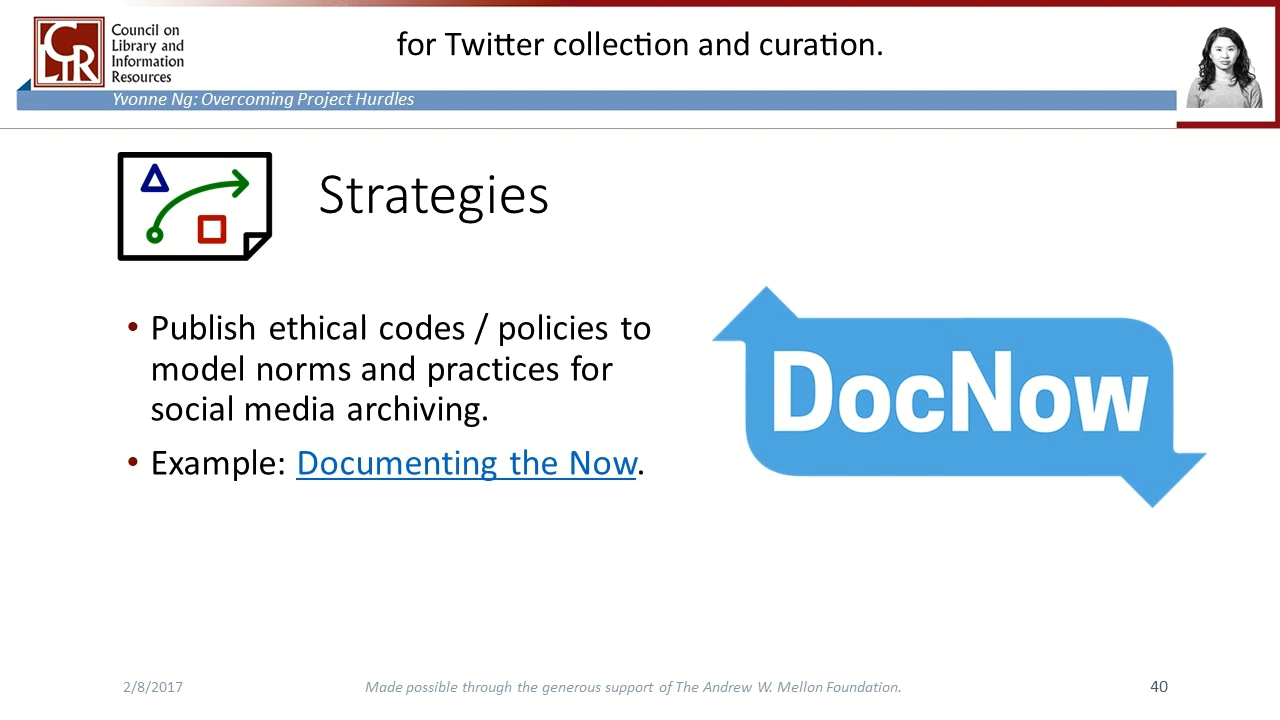 CLIR
Council on
Library and
Information
Resources
for Twitter collection and curation.
Yvonne Ng: Overcoming Project Hurdles
Strategies
• Publish ethical codes / policies to
model norms and practices for
social media archiving.
• Example: Documenting the Now.
DocNow
2/8/2017
Made possible through the generous support of The Andrew W. Mellon Foundation.
40